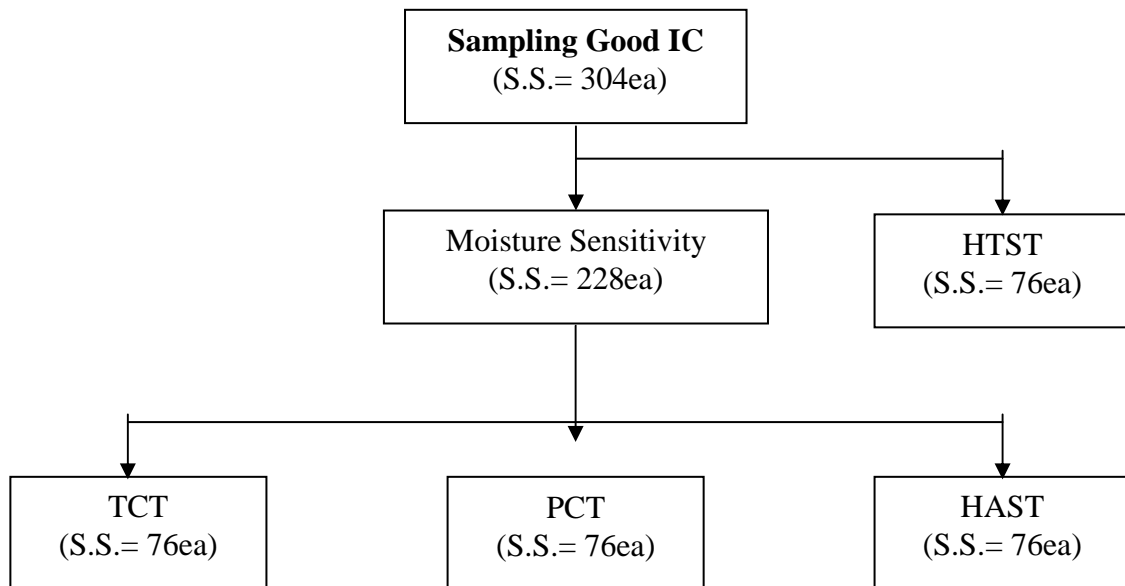 Sampling Good IC
(S.S.= 304ea)
Moisture Sensitivity
(S.S.= 228ea)
HTST
(S.S.= 76ea)
TCT
(S.S.= 76ea)
PCT
(S.S.= 76ea)
HAST
(S.S.= 76ea)